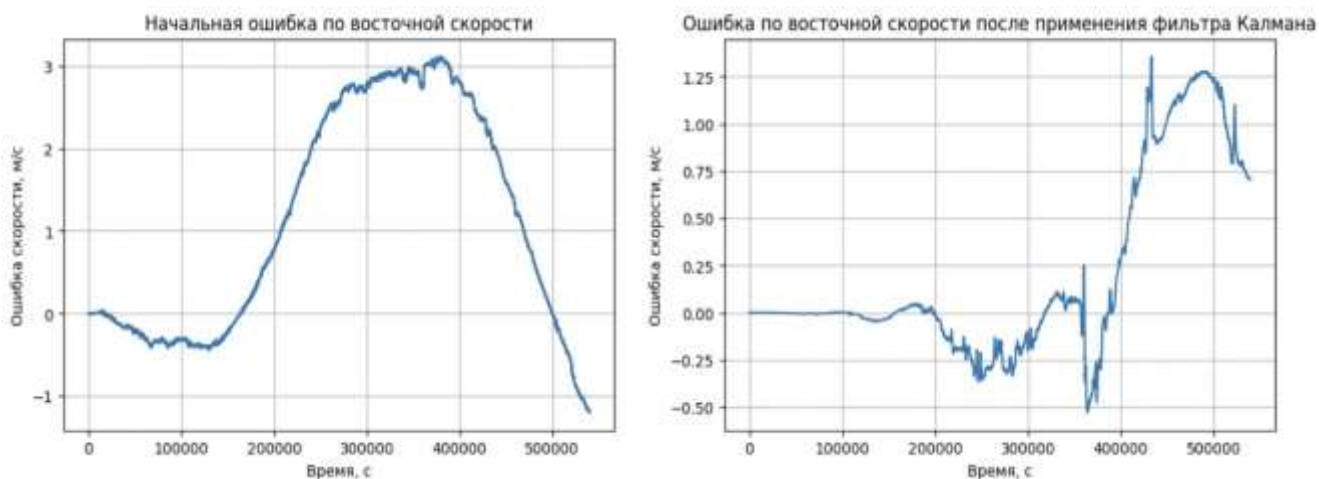 Начальная ошибка по восточной скорости
Ошибка скорости, м/с
3
2
1
0
−1
0 100000 200000 300000 400000 500000
Время, с
Ошибка по восточной скорости после применения фильтра Калмана
Ошибка скорости, м/с
1.25
1.00
0.75
0.50
0.25
0.00
−0.25
−0.50
0 100000 200000 300000 400000 500000
Время, с